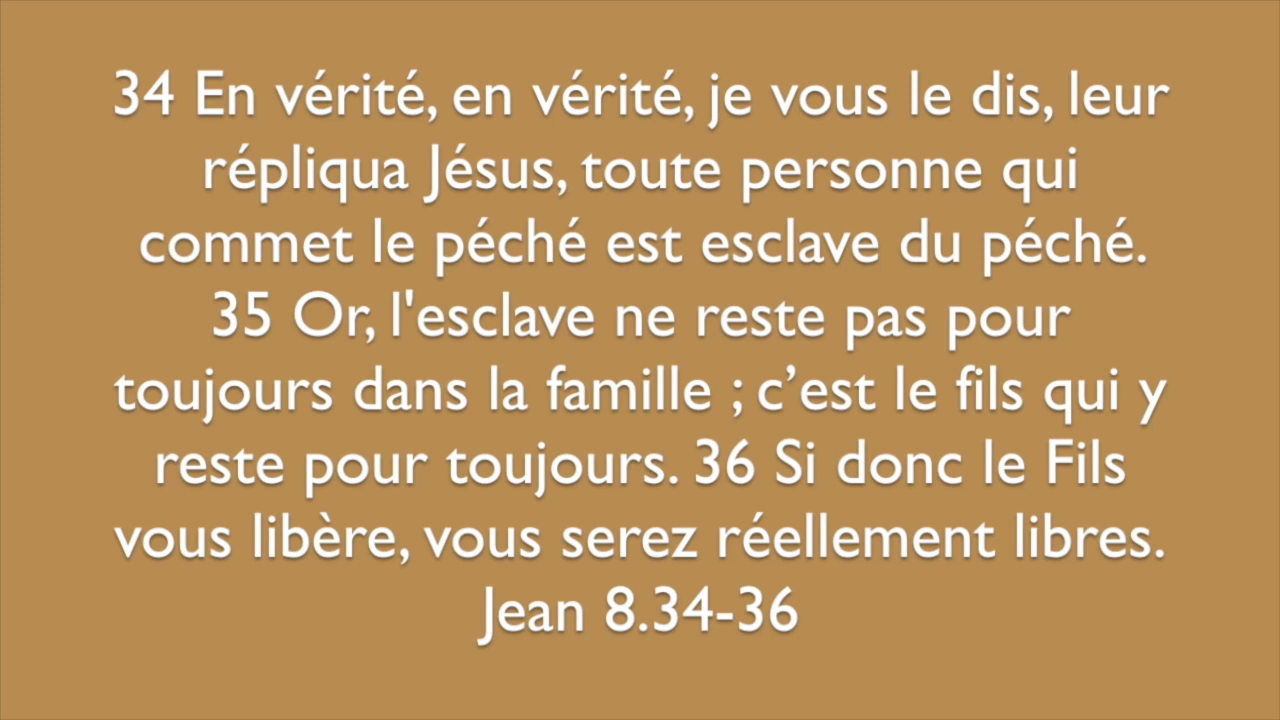 34 En vérité, en vérité, je vous le dis, leur
répliqua Jésus, toute personne qui
commet le péché est esclave du péché.
35 Or, l'esclave ne reste pas pour
toujours dans la famille ; c’est le fils qui y
reste pour toujours. 36 Si donc le Fils
vous libère, vous serez réellement libres.
Jean 8.34-36